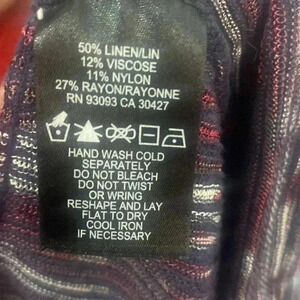 50% LINEN/LIN
12% VISCOSE
11% NYLON
27% RAYON/RAYONNE
RN 93093 CA 30427
HAND WASH COLD
SEPARATELY
DO NOT BLEACH
DO NOT TWIST
OR WRING
RESHAPE AND LAY
FLAT TO DRY
COOL IRON
IF NECESSARY